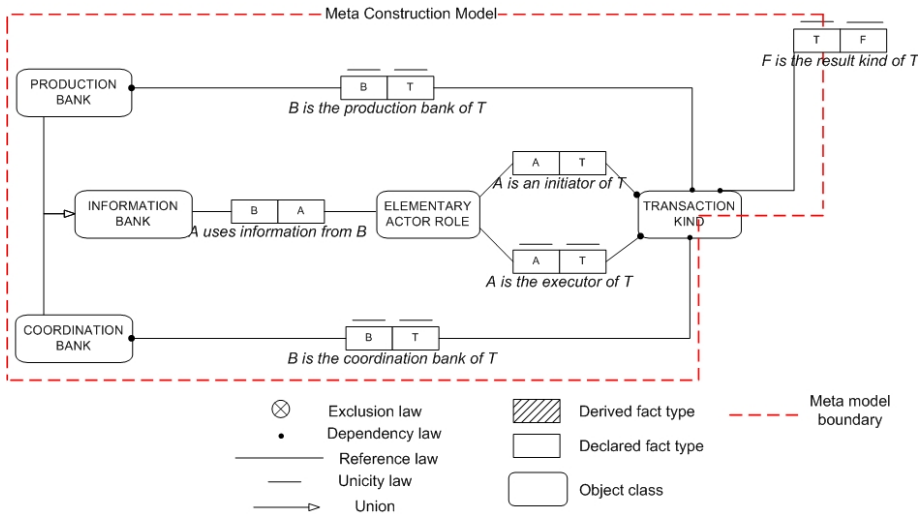 Meta Construction Model
T F
F is the result kind of T
PRODUCTION
BANK
B T
B is the production bank of T
A T
A is an initiator of T
INFORMATION
BANK
B A
A uses information from B
ELEMENTARY
ACTOR ROLE
TRANSACTION
KIND
A T
A is the executor of T
COORDINATION
BANK
B T
B is the coordination bank of T
Exclusion law
Dependency law
Reference law
Unicity law
Union
Derived fact type
Declared fact type
Object class
Meta model
boundary